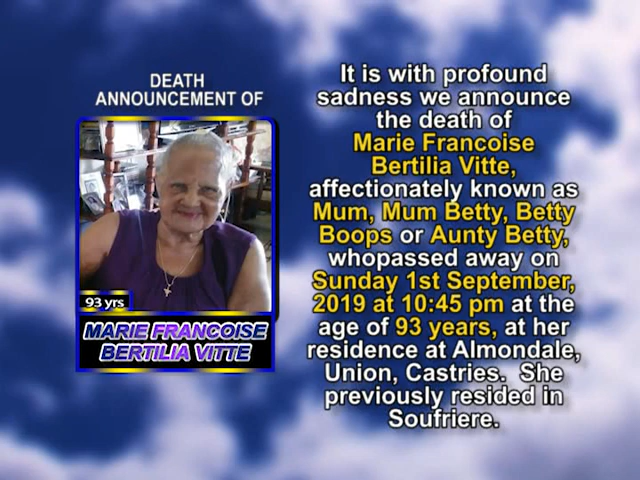 DEATH
ANNOUNCEMENT OF
93 yrs
MARIE FRANCOISE
BERTILIA VITTE
It is with profound
sadness we announce
the death of
Marie Francoise
Bertilia Vitte,
affectionately known as
Mum, Mum Betty, Betty
Boops or Aunty Betty,
whopassed away on
Sunday 1st September,
2019 at 10:45 pm at the
age of 93 years, at her
residence at Almondale,
Union, Castries. She
previously resided in
Soufriere.